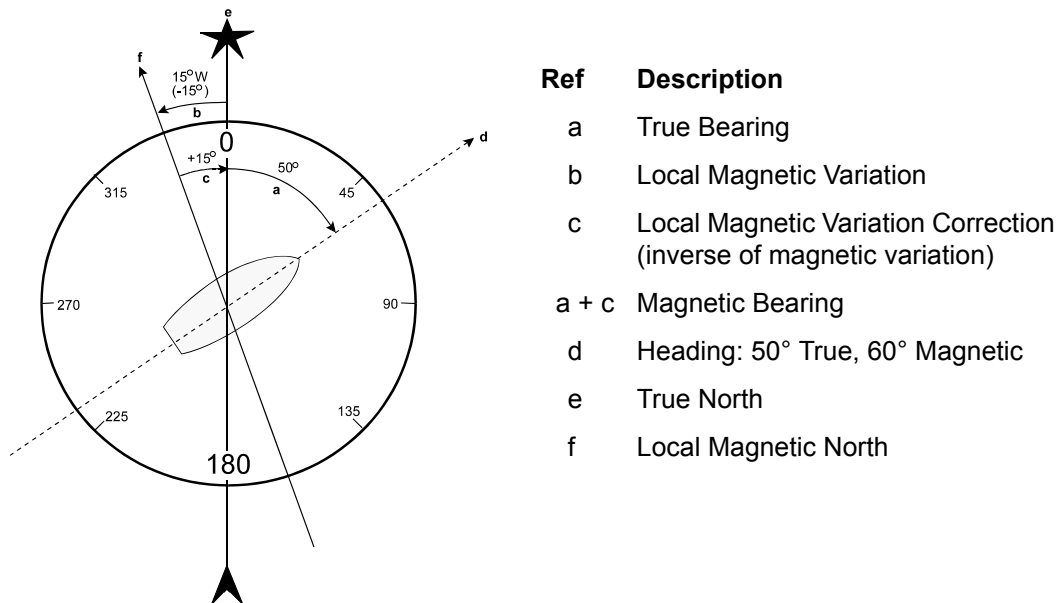 e
f
15°W
(-15°)
b
0
+15°
c
50°
a
d
315
45
270
90
225
135
180
Ref Description
a True Bearing
b Local Magnetic Variation
c Local Magnetic Variation Correction
(inverse of magnetic variation)
a + c Magnetic Bearing
d Heading: 50° True, 60° Magnetic
e True North
f Local Magnetic North